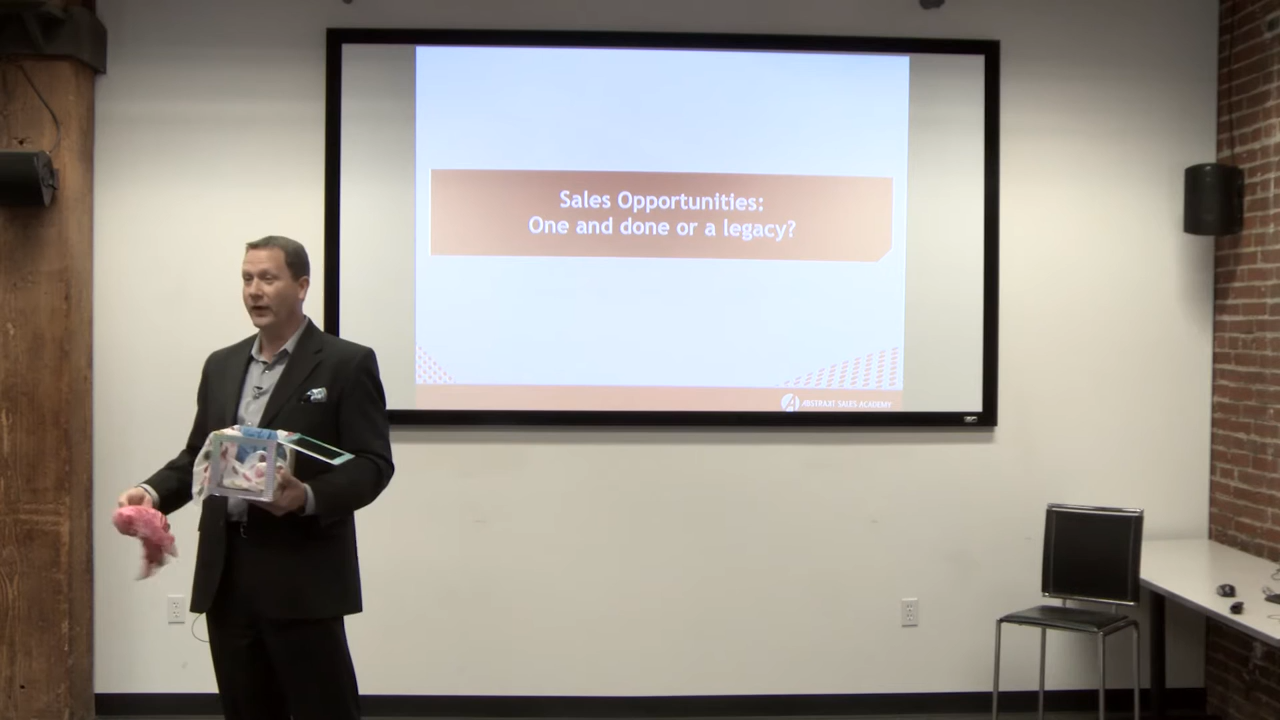 Sales Opportunities:
One and done or a legacy?
ABSTRAKT SALES ACADEMY